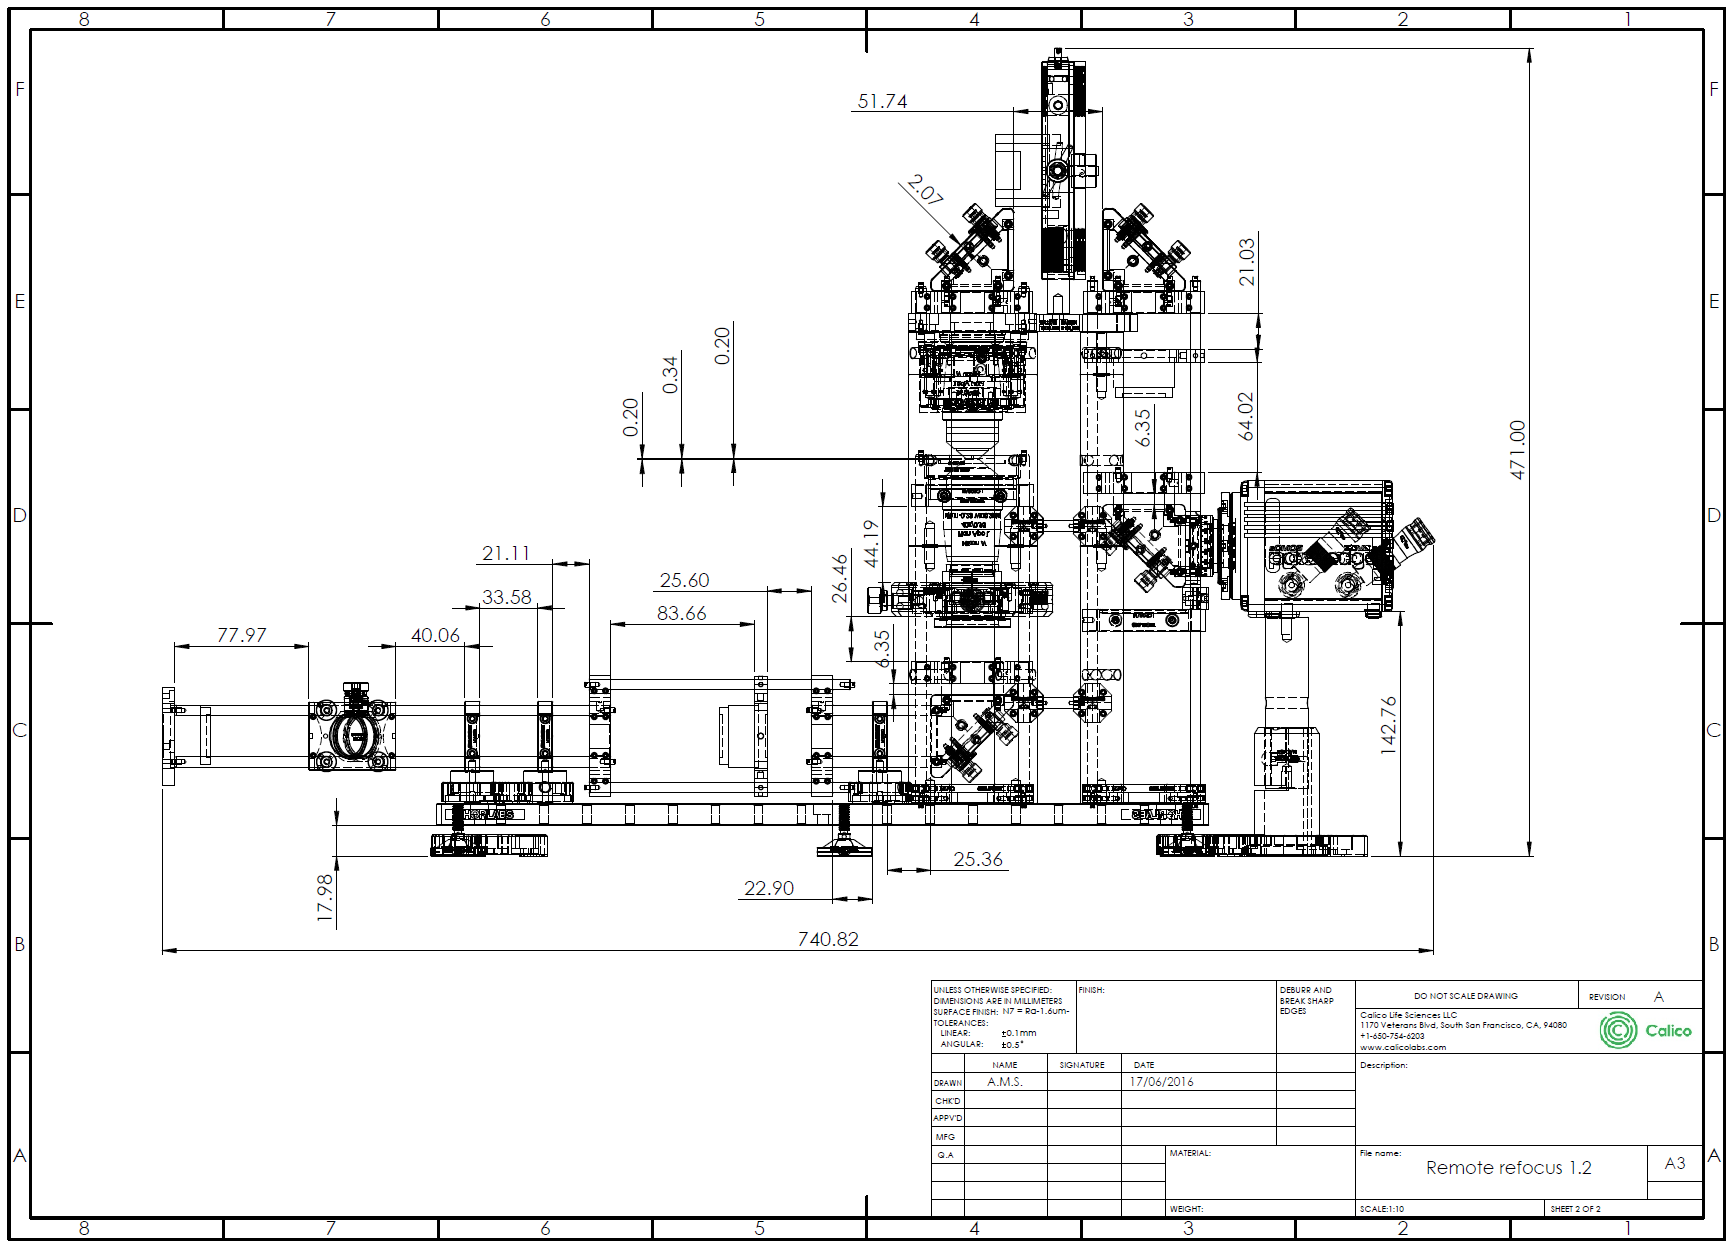 8 7 6 5 4 3 2 1
F F
51.74
2.07
21.03
E E
0.20
0.34
0.20
64.02
6.35
471.00
D D
44.19
21.11
25.60
26.46
33.58
83.66
77.97
40.06
6.35
C C
142.76
THORLABS
25.36
17.98
22.90
740.82
B B
UNLESS OTHERWISE SPECIFIED:
DIMENSIONS ARE IN MILLIMETERS
SURFACE FINISH: N7 = Ra-1.6um-
TOLERANCES:
LINEAR: ±0.1mm
ANGULAR: ±0.5°
FINISH:
DEBURR AND
BREAK SHARP
EDGES
DO NOT SCALE DRAWING
REVISION A
Calico Life Sciences LLC
1170 Veterans Blvd, South San Francisco, CA, 94080
+1-650-754-6203
www.calicolabs.com
Calico
NAME SIGNATURE DATE
DRAWN A.M.S. 17/06/2016
CHK'D
APPV'D
MFG
Q.A
Description:
MATERIAL:
WEIGHT:
File name:
Remote refocus 1.2
A3
SCALE:1:10
SHEET 2 OF 2
A A
8 7 6 5 4 3 2 1